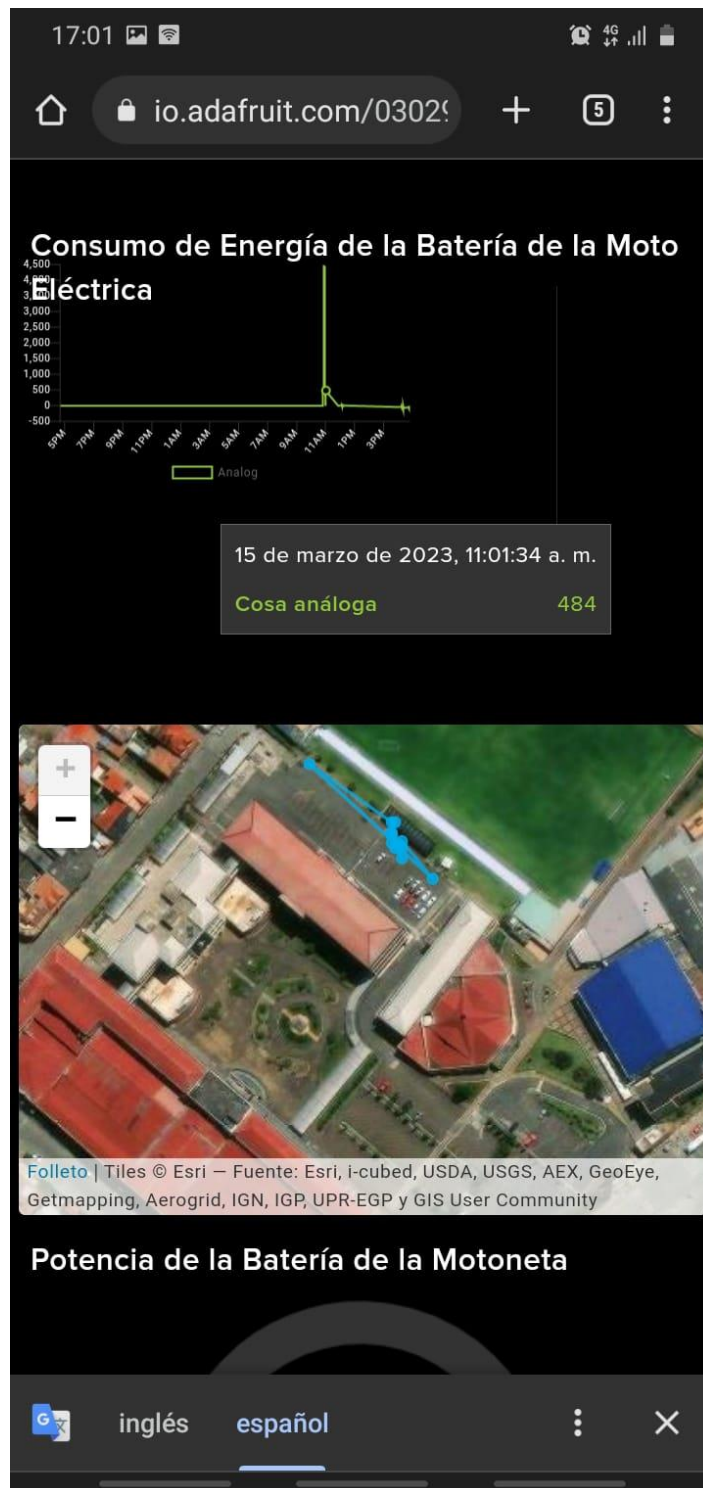 17:01
4G
io.adafruit.com/03029
5
Consumo de Energía de la Batería de la Moto
Eléctrica
4,500
3,000
2,500
2,000
1,500
1,000
500
0
-500
5PM 7PM 9PM 11PM 1AM 3AM 5AM 7AM 9AM 11AM 1PM 3PM
Analog
15 de marzo de 2023, 11:01:34 a. m.
Cosa análoga 484
+
−
Folleto | Tiles © Esri — Fuente: Esri, i-cubed, USDA, USGS, AEX, GeoEye,
Getmapping, Aerogrid, IGN, IGP, UPR-EGP y GIS User Community
Potencia de la Batería de la Motoneta
G
inglés español